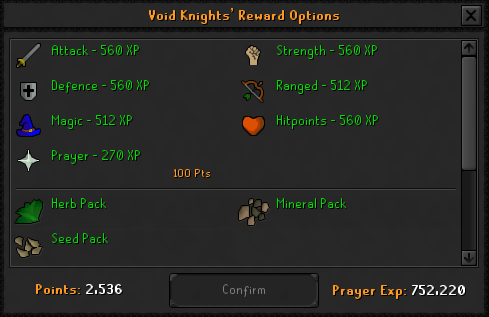 Void Knights' Reward Options
Attack - 560 XP
Strength - 560 XP
Defence - 560 XP
Ranged - 512 XP
Magic - 512 XP
Hitpoints - 560 XP
Prayer - 270 XP
100 Pts
Herb Pack
Mineral Pack
Seed Pack
Points: 2,536
Confirm
Prayer Exp: 752,220